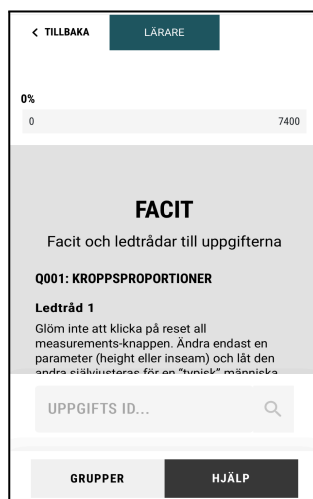 < TILLBAKA
LÄRARE
0%
0 7400
FACIT
Facit och ledtrådar till uppgifterna
Q001: KROPPSPROPORTIONER
Ledtråd 1
Glöm inte att klicka på reset all
measurements-knappen. Ändra endast en
parameter (height eller inseam) och låt den
andra självjusteras för en "typisk" människa
UPPGIFTS ID...
GRUPPER HJÄLP